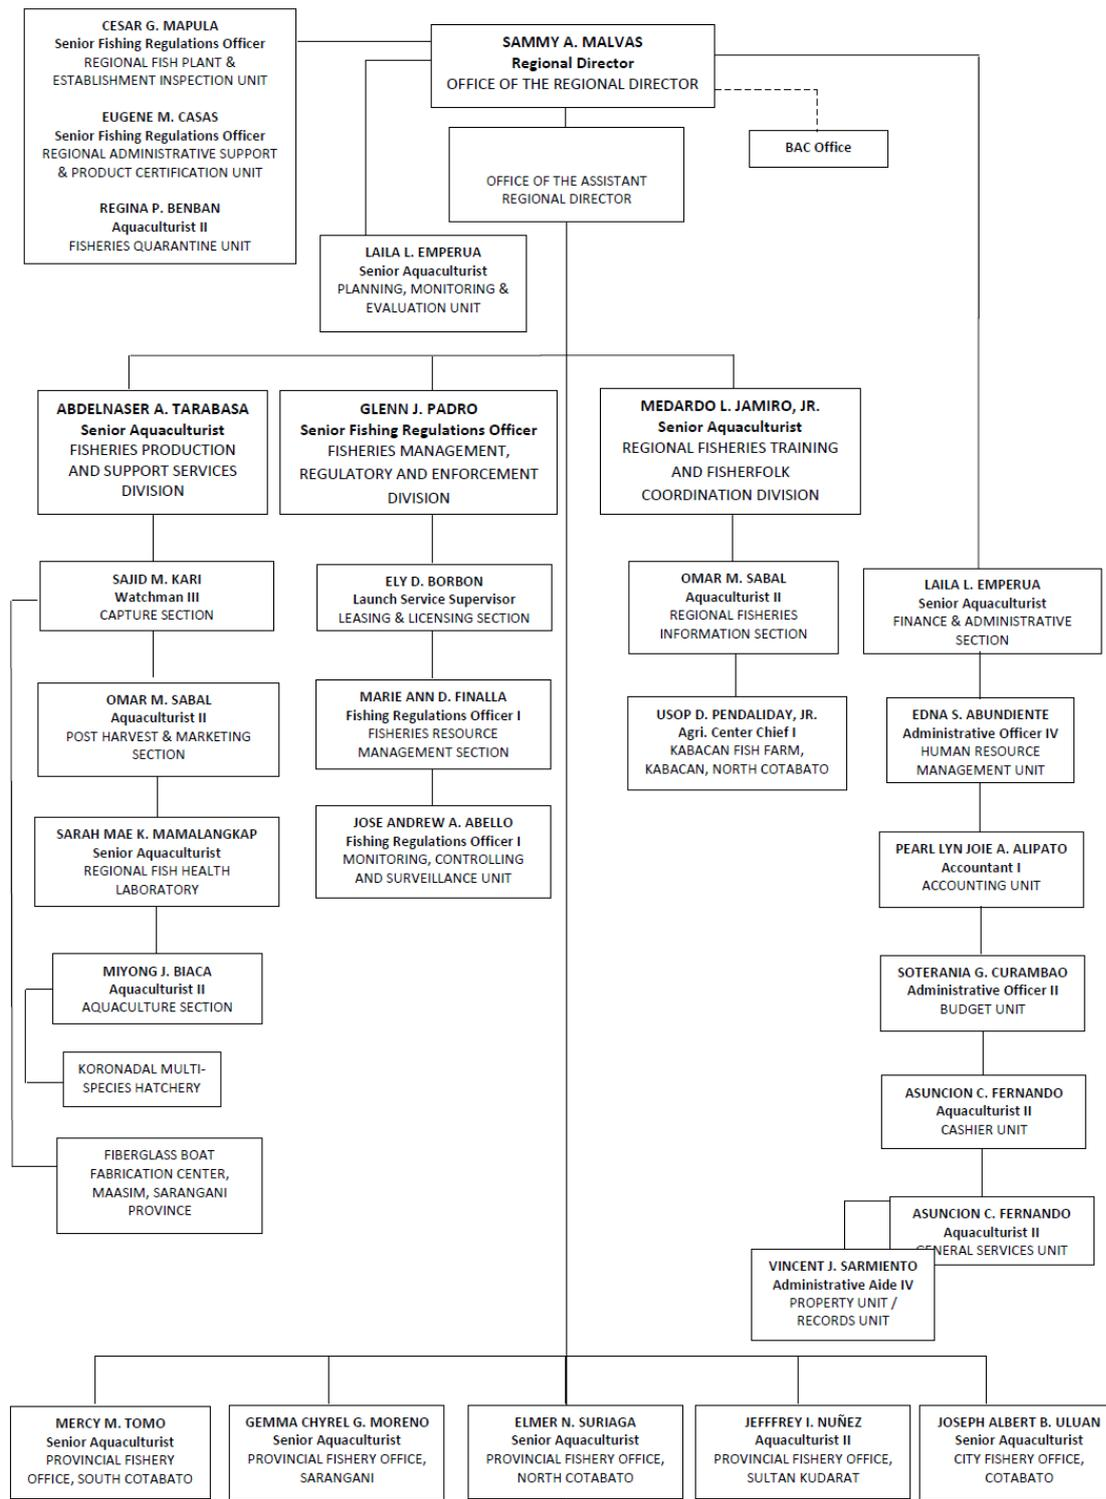 CESAR G. MAPULA
Senior Fishing Regulations Officer
REGIONAL FISH PLANT &
ESTABLISHMENT INSPECTION UNIT
EUGENE M. CASAS
Senior Fishing Regulations Officer
REGIONAL ADMINISTRATIVE SUPPORT
& PRODUCT CERTIFICATION UNIT
REGINA P. BENBAN
Aquaculturist II
FISHERIES QUARANTINE UNIT
SAMMY A. MALVAS
Regional Director
OFFICE OF THE REGIONAL DIRECTOR
BAC Office
OFFICE OF THE ASSISTANT
REGIONAL DIRECTOR
LAILA L. EMPERUA
Senior Aquaculturist
PLANNING, MONITORING &
EVALUATION UNIT
ABDELNASER A. TARABASA
Senior Aquaculturist
FISHERIES PRODUCTION
AND SUPPORT SERVICES
DIVISION
GLENN J. PADRO
Senior Fishing Regulations Officer
FISHERIES MANAGEMENT,
REGULATORY AND ENFORCEMENT
DIVISION
MEDARDO L. JAMIRO, JR.
Senior Aquaculturist
REGIONAL FISHERIES TRAINING
AND FISHERFOLK
COORDINATION DIVISION
SAJID M. KARI
Watchman III
CAPTURE SECTION
ELY D. BORBON
Launch Service Supervisor
LEASING & LICENSING SECTION
OMAR M. SABAL
Aquaculturist II
REGIONAL FISHERIES
INFORMATION SECTION
LAILA L. EMPERUA
Senior Aquaculturist
FINANCE & ADMINISTRATIVE
SECTION
OMAR M. SABAL
Aquaculturist II
POST HARVEST & MARKETING
SECTION
MARIE ANN D. FINALLA
Fishing Regulations Officer I
FISHERIES RESOURCE
MANAGEMENT SECTION
USOP D. PENDALIDAY, JR.
Agri. Center Chief I
KABACAN FISH FARM,
KABACAN, NORTH COTABATO
EDNA S. ABUNDIENTE
Administrative Officer IV
HUMAN RESOURCE
MANAGEMENT UNIT
SARAH MAE K. MAMALANGKAP
Senior Aquaculturist
REGIONAL FISH HEALTH
LABORATORY
JOSE ANDREW A. ABELLO
Fishing Regulations Officer I
MONITORING, CONTROLLING
AND SURVEILLANCE UNIT
PEARL LYN JOIE A. ALIPATO
Accountant I
ACCOUNTING UNIT
MIYONG J. BIACA
Aquaculturist II
AQUACULTURE SECTION
SOTERANIA G. CURAMBAO
Administrative Officer II
BUDGET UNIT
KORONADAL MULTI-
SPECIES HATCHERY
ASUNCION C. FERNANDO
Aquaculturist II
CASHIER UNIT
FIBERGLASS BOAT
FABRICATION CENTER,
MAASIM, SARANGANI
PROVINCE
ASUNCION C. FERNANDO
Aquaculturist II
GENERAL SERVICES UNIT
VINCENT J. SARMIENTO
Administrative Aide IV
PROPERTY UNIT /
RECORDS UNIT
MERCY M. TOMO
Senior Aquaculturist
PROVINCIAL FISHERY
OFFICE, SOUTH COTABATO
GEMMA CHYREL G. MORENO
Senior Aquaculturist
PROVINCIAL FISHERY OFFICE,
SARANGANI
ELMER N. SURIAGA
Senior Aquaculturist
PROVINCIAL FISHERY OFFICE,
NORTH COTABATO
JEFFFREY I. NUÑEZ
Aquaculturist II
PROVINCIAL FISHERY OFFICE,
SULTAN KUDARAT
JOSEPH ALBERT B. ULUAN
Senior Aquaculturist
CITY FISHERY OFFICE,
COTABATO